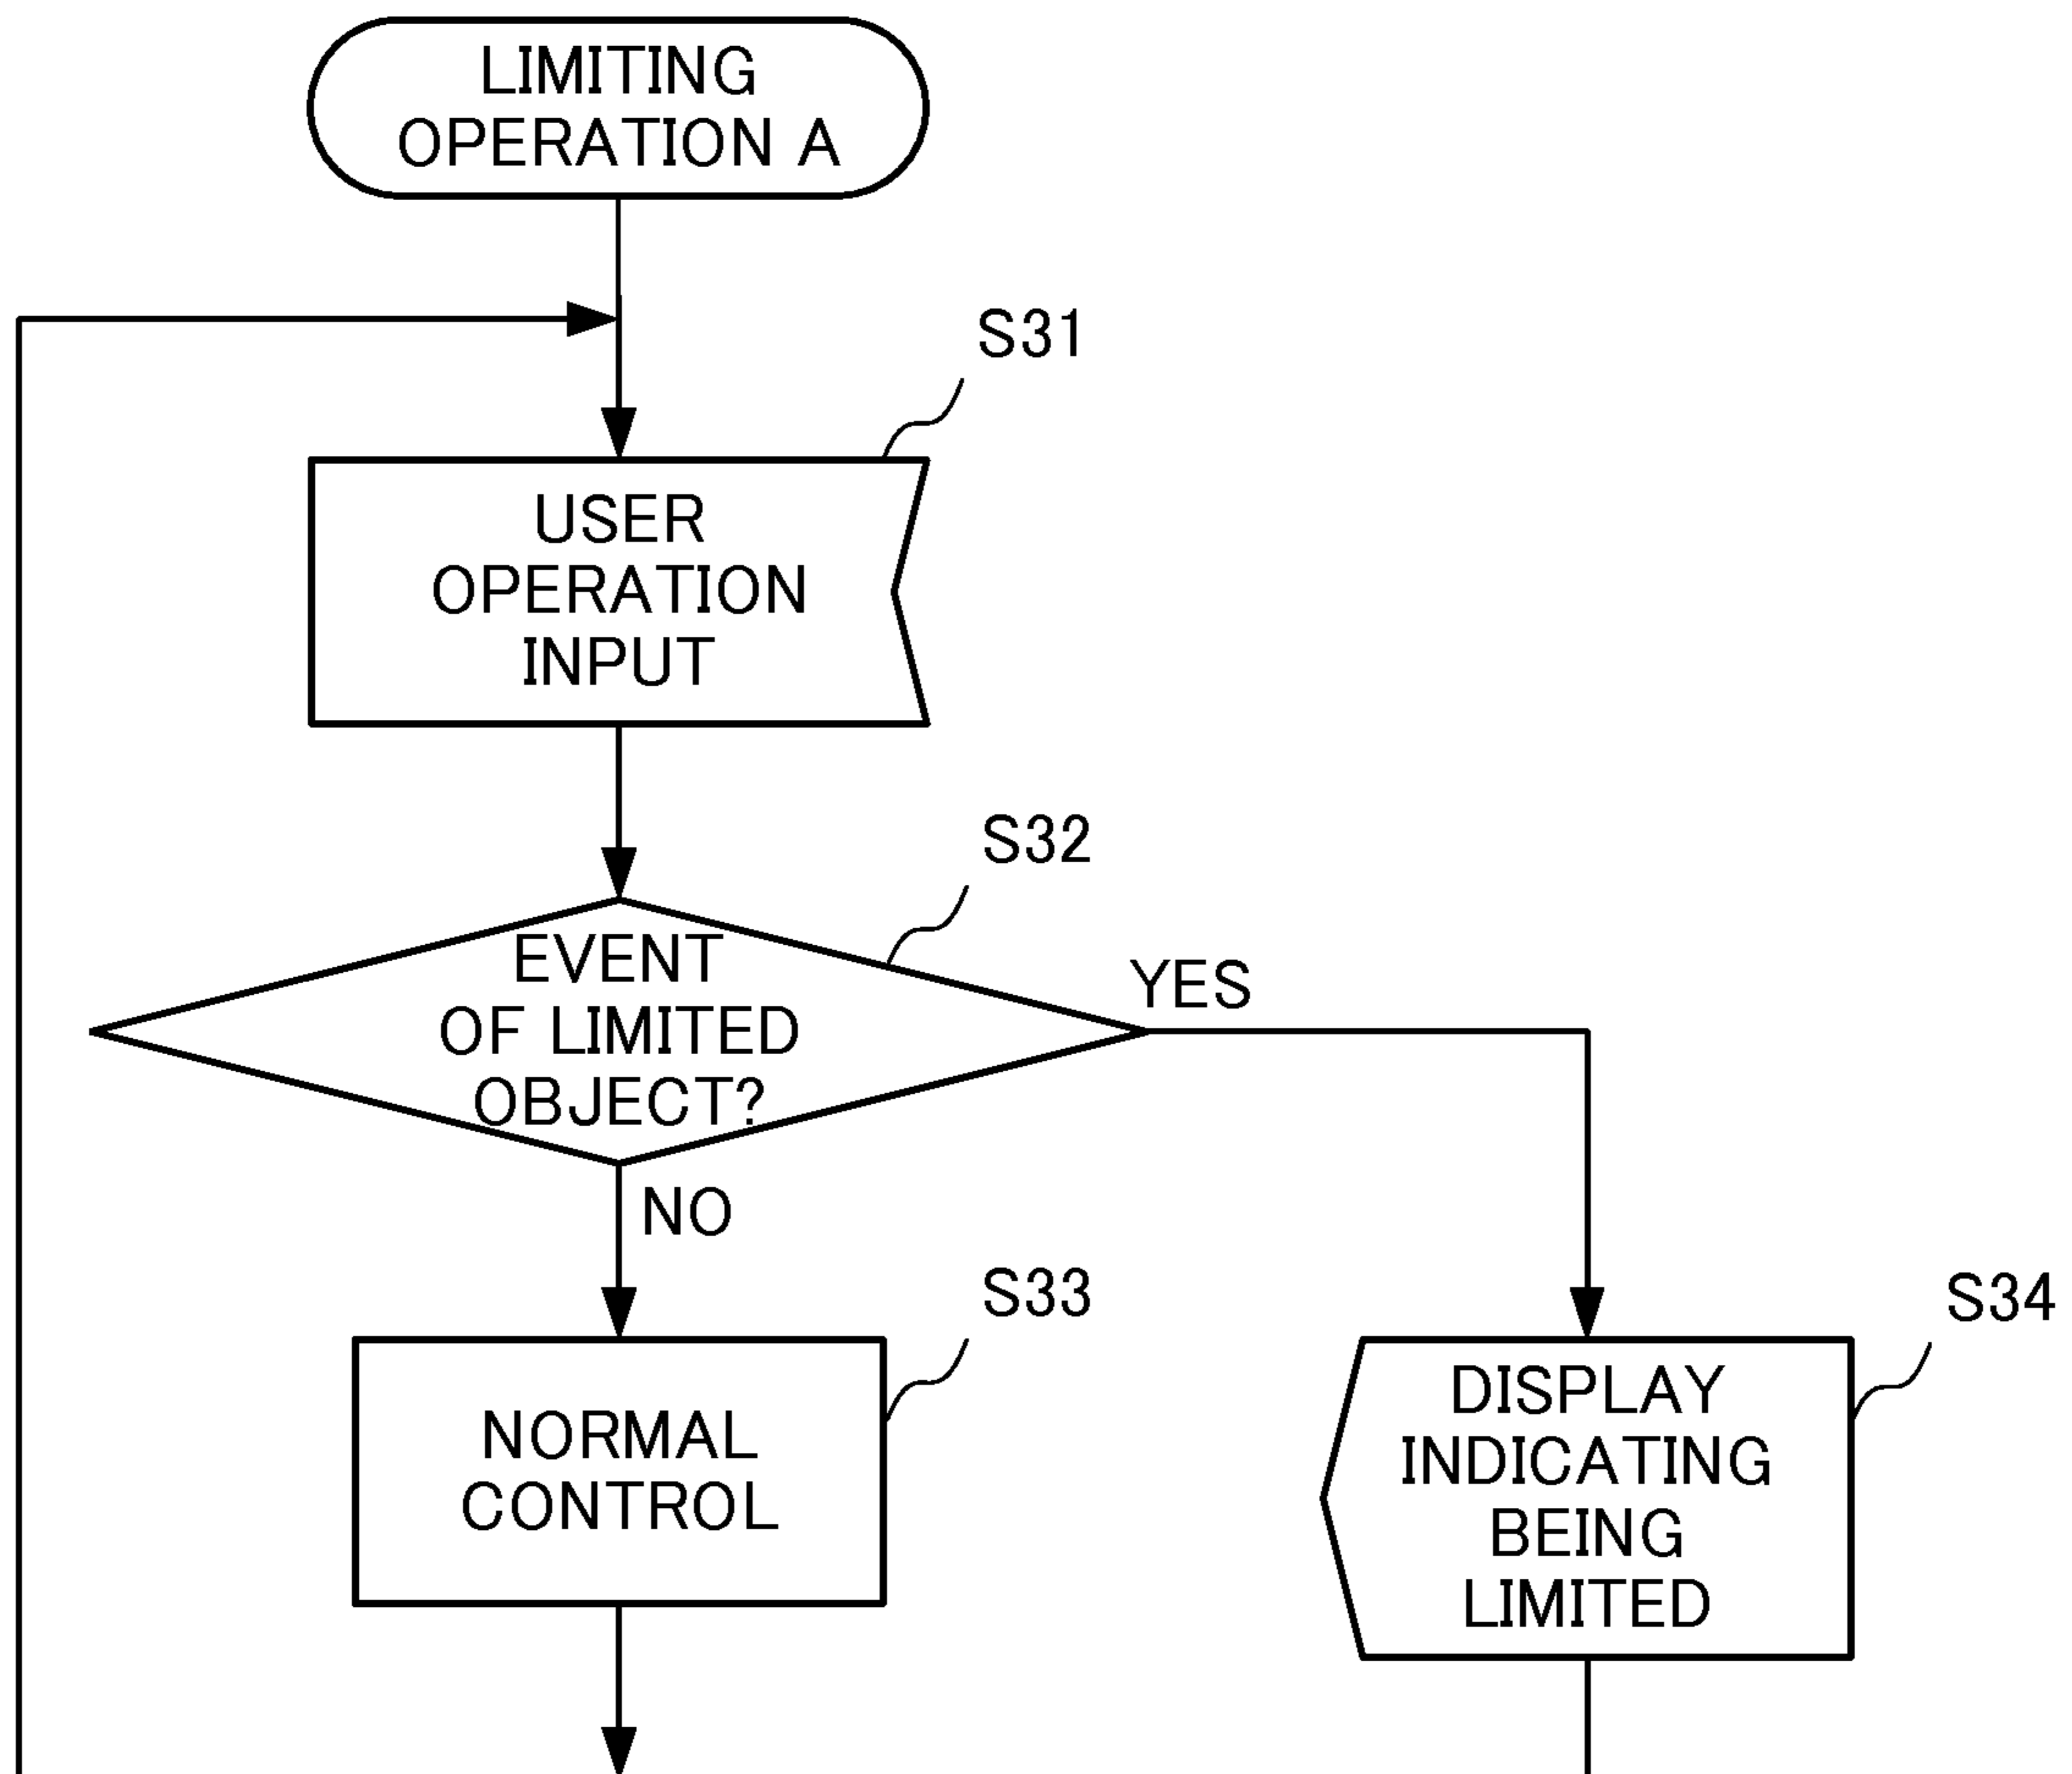 LIMITING
OPERATION A
S31
USER
OPERATION
INPUT
S32
EVENT
OF LIMITED
OBJECT?
YES
NO
S33
NORMAL
CONTROL
S34
DISPLAY
INDICATING
BEING
LIMITED